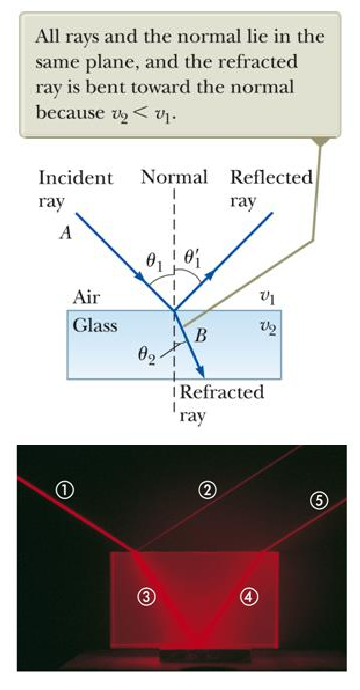 All rays and the normal lie in the
same plane, and the refracted
ray is bent toward the normal
because v₂ < v₁.
Incident Normal Reflected
ray ray
A
θ₁ θ′₁
Air v₁
Glass v₂
B
θ₂
Refracted
ray
① ② ⑤
③ ④